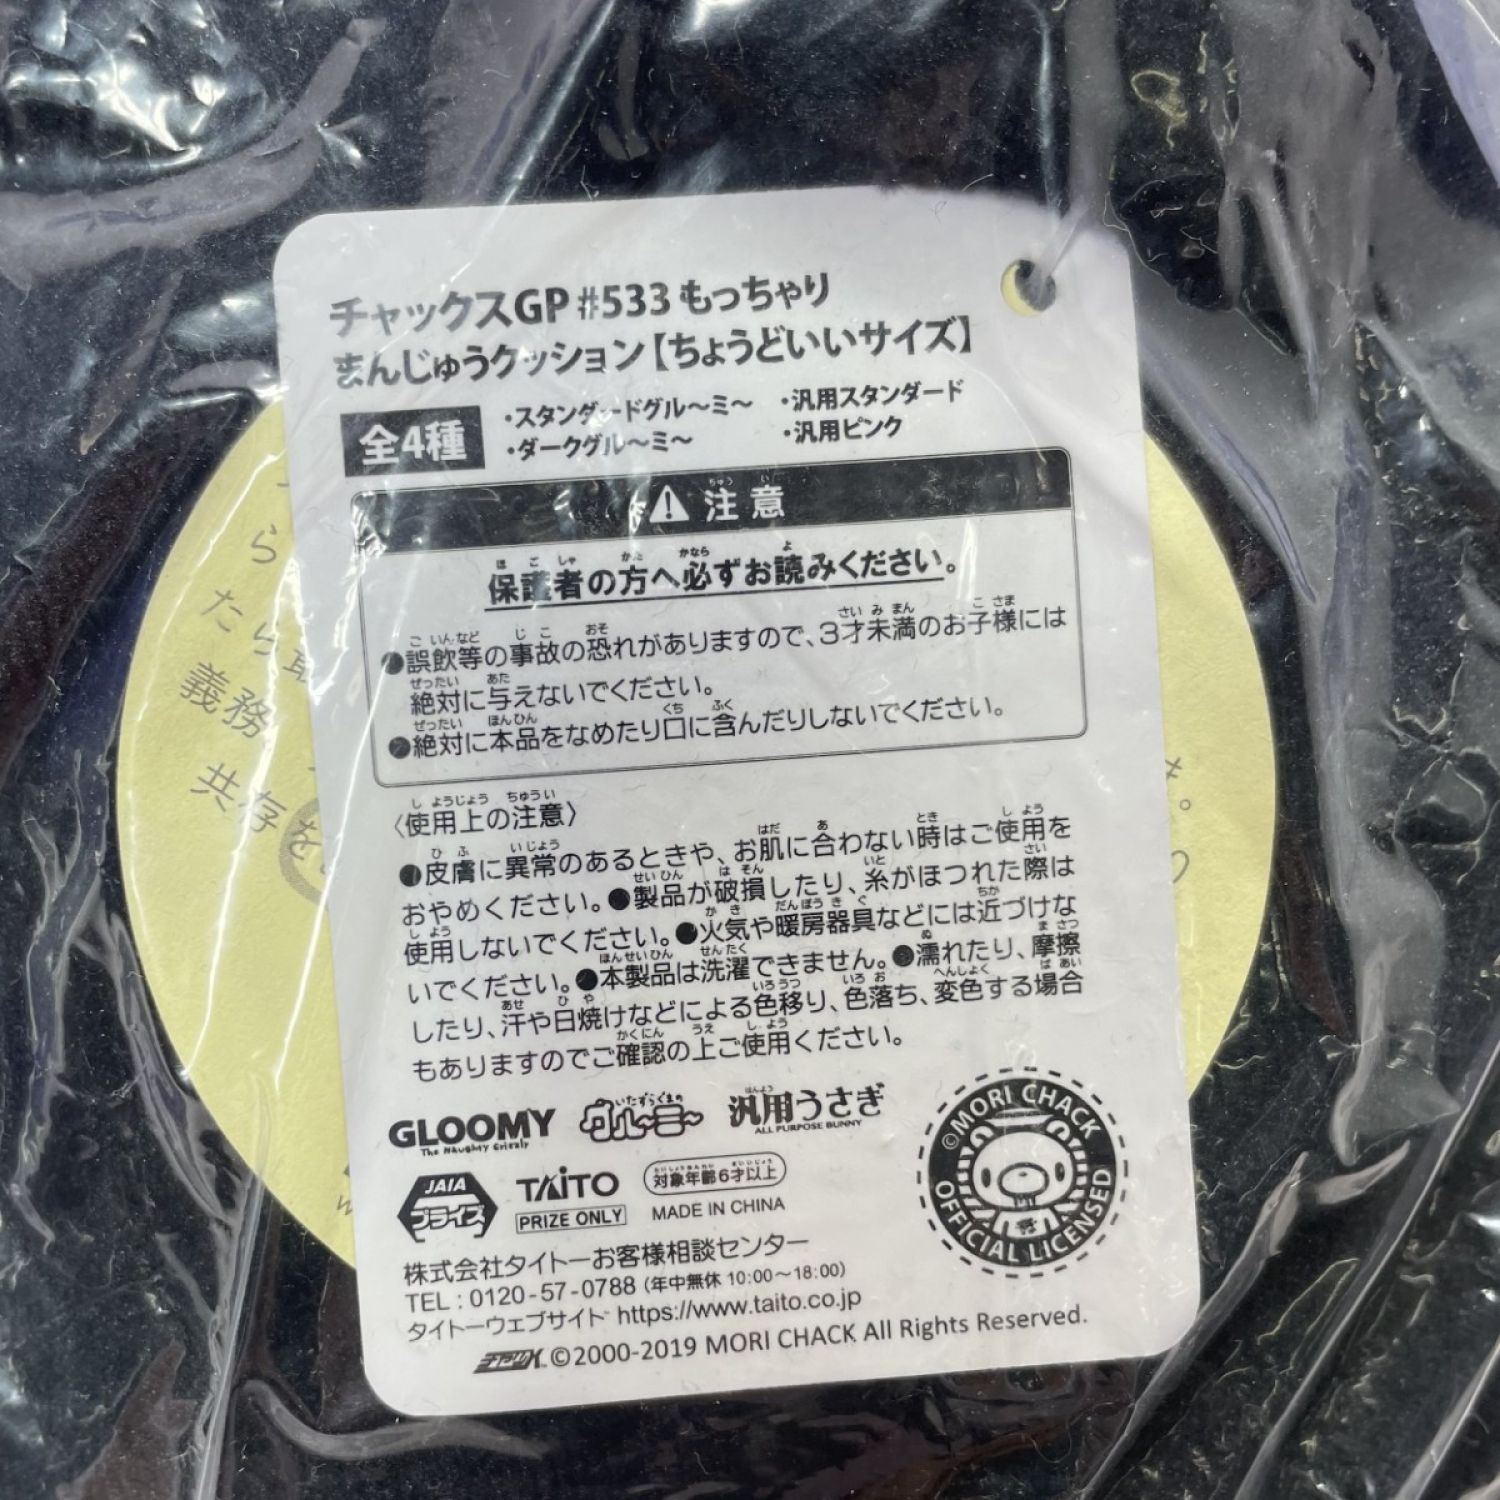 チャックスGP #533 もっちゃり
まんじゅうクッション【ちょうどいいサイズ】
全4種
・スタンダードグル〜ミ〜 ・汎用スタンダード
・ダークグル〜ミ〜 ・汎用ピンク
注意
保護者の方へ必ずお読みください。
●誤飲等の事故の恐れがありますので、3才未満のお子様には
絶対に与えないでください。
●絶対に本品をなめたり口に含んだりしないでください。
〈使用上の注意〉
●皮膚に異常のあるときや、お肌に合わない時はご使用を
おやめください。●製品が破損したり、糸がほつれた際は
使用しないでください。●火気や暖房器具などには近づけな
いでください。●本製品は洗濯できません。●濡れたり、摩擦
したり、汗や日焼けなどによる色移り、色落ち、変色する場合
もありますのでご確認の上ご使用ください。
GLOOMY
The Naughty Grizzly
いたずらぐまの
グル〜ミ〜
汎用うさぎ
ALL PURPOSE BUNNY
JAIA
プライズ
TAITO
PRIZE ONLY
対象年齢6才以上
MADE IN CHINA
©MORI CHACK
OFFICIAL LICENSED
株式会社タイトーお客様相談センター
TEL : 0120-57-0788 (年中無休 10:00〜18:00)
タイトーウェブサイト https://www.taito.co.jp
チャックス ©2000-2019 MORI CHACK All Rights Reserved.
ら
たら
義務
共存を